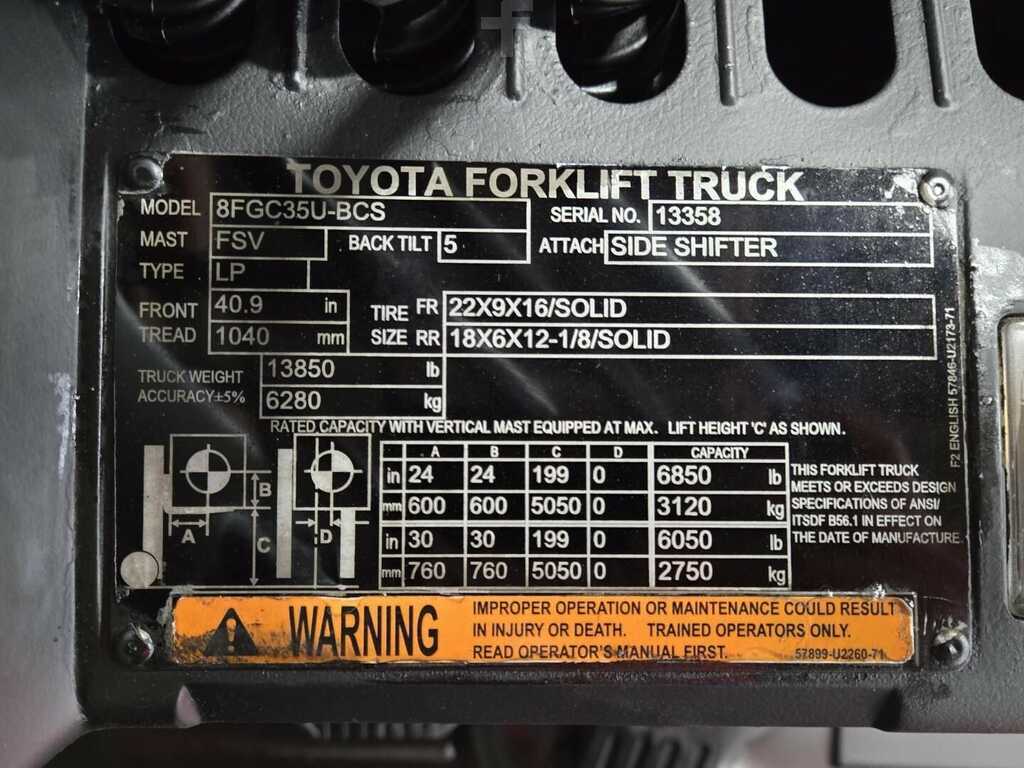 TOYOTA FORKLIFT TRUCK
MODEL 8FGC35U-BCS SERIAL NO. 13358
MAST FSV BACK TILT 5 ATTACH SIDE SHIFTER
TYPE LP
FRONT TREAD 40.9 in
1040 mm
TIRE SIZE FR 22X9X16/SOLID
RR 18X6X12-1/8/SOLID
TRUCK WEIGHT 13850 lb
ACCURACY±5% 6280 kg
RATED CAPACITY WITH VERTICAL MAST EQUIPPED AT MAX. LIFT HEIGHT 'C' AS SHOWN.
A B C D CAPACITY
in 24 24 199 0 6850 lb
mm 600 600 5050 0 3120 kg
in 30 30 199 0 6050 lb
mm 760 760 5050 0 2750 kg
A B C D
THIS FORKLIFT TRUCK
MEETS OR EXCEEDS DESIGN
SPECIFICATIONS OF ANSI/
ITSDF B56.1 IN EFFECT ON
THE DATE OF MANUFACTURE.
F2 ENGLISH 57846-U2173-71
WARNING
IMPROPER OPERATION OR MAINTENANCE COULD RESULT
IN INJURY OR DEATH. TRAINED OPERATORS ONLY.
READ OPERATOR'S MANUAL FIRST. 57899-U2260-71